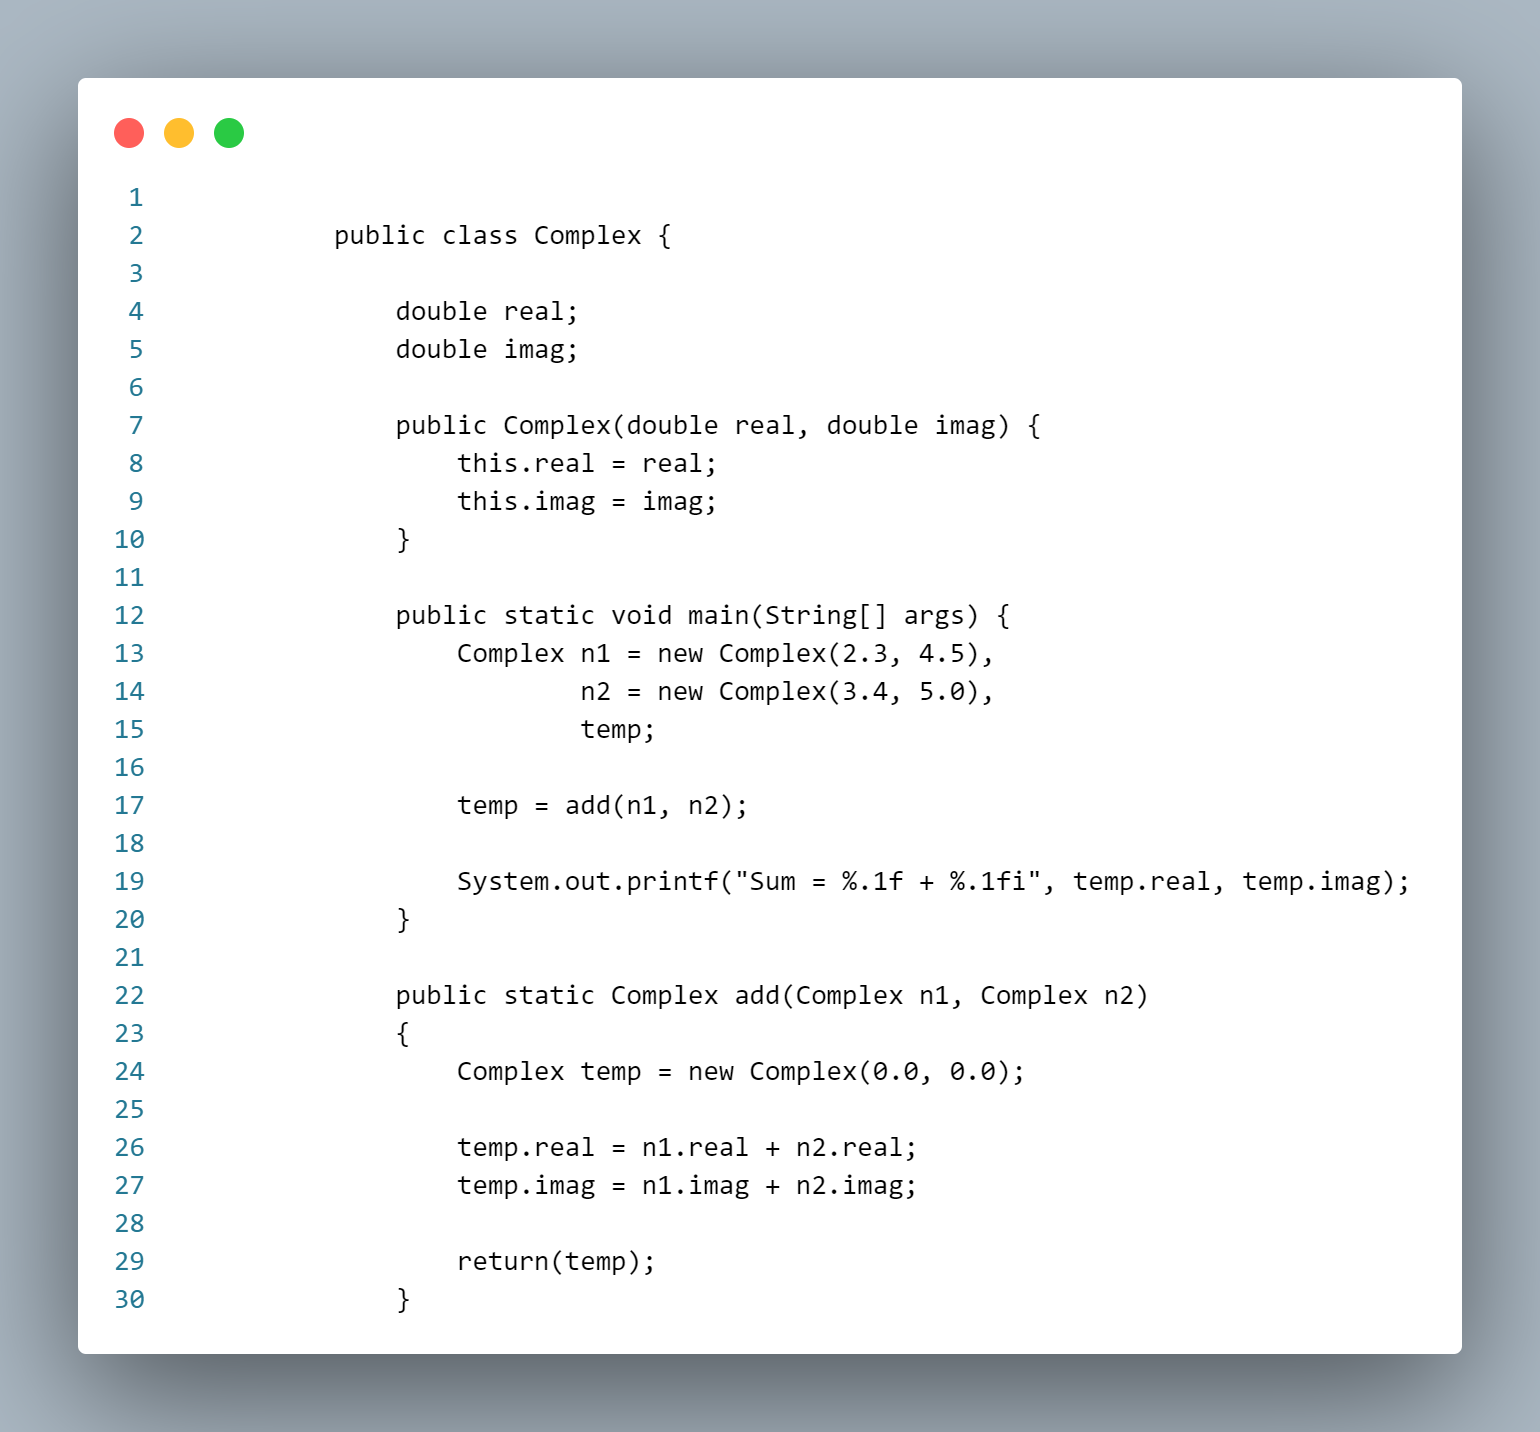 1
2 public class Complex {
3
4 double real;
5 double imag;
6
7 public Complex(double real, double imag) {
8 this.real = real;
9 this.imag = imag;
10 }
11
12 public static void main(String[] args) {
13 Complex n1 = new Complex(2.3, 4.5),
14 n2 = new Complex(3.4, 5.0),
15 temp;
16
17 temp = add(n1, n2);
18
19 System.out.printf("Sum = %.1f + %.1fi", temp.real, temp.imag);
20 }
21
22 public static Complex add(Complex n1, Complex n2)
23 {
24 Complex temp = new Complex(0.0, 0.0);
25
26 temp.real = n1.real + n2.real;
27 temp.imag = n1.imag + n2.imag;
28
29 return(temp);
30 }